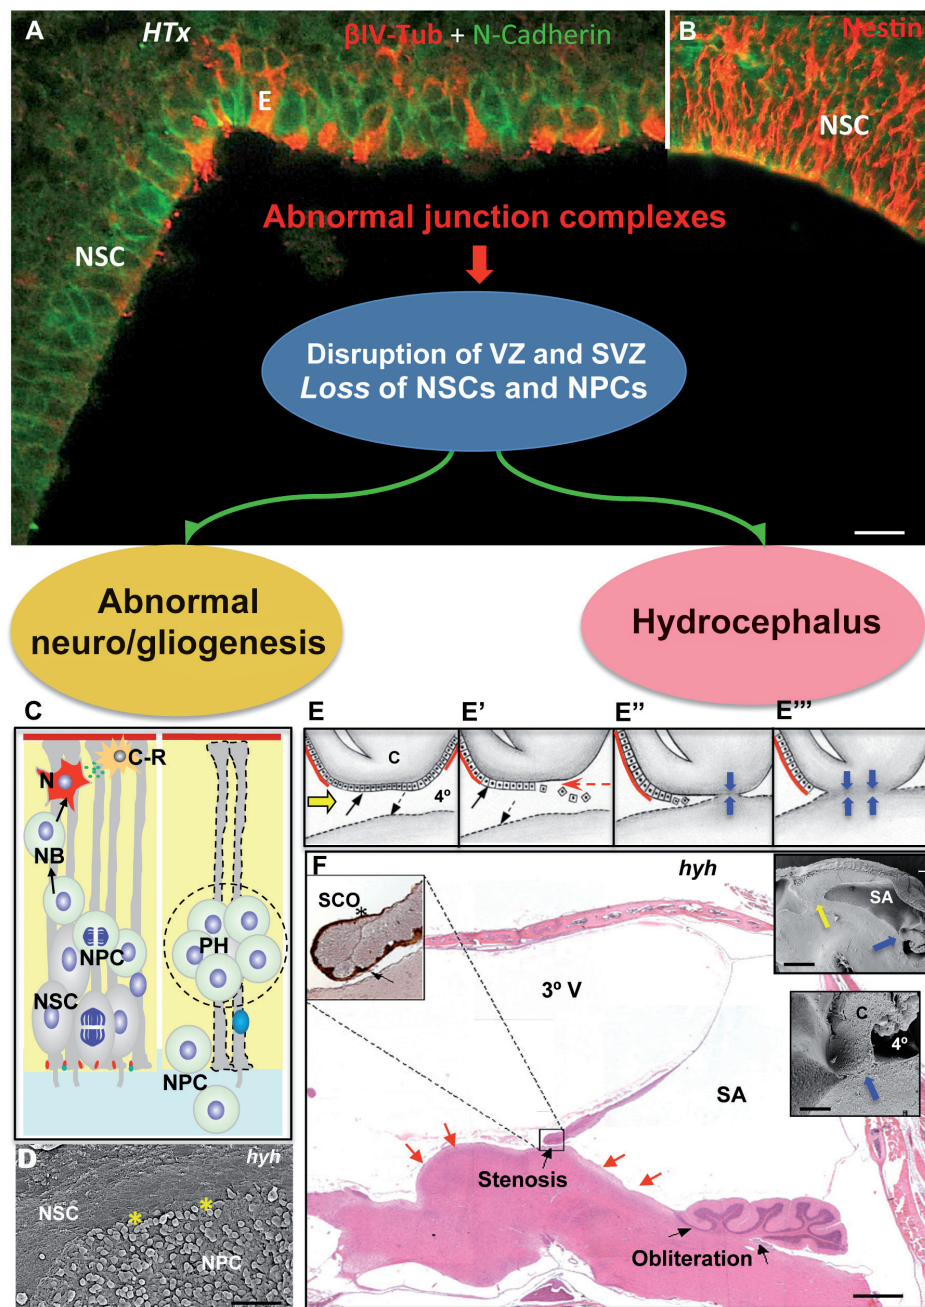 A
HTx
βIV-Tub + N-Cadherin
B
Nestin
E
NSC
NSC
Abnormal junction complexes
Disruption of VZ and SVZ
Loss of NSCs and NPCs
Abnormal
neuro/gliogenesis
Hydrocephalus
C
C-R
N
NB
NPC
PH
NSC
NPC
D
hyh
NSC
*
*
NPC
E
E'
E''
E'''
C
4º
F
hyh
SCO
*
3º V
SA
SA
C
4º
Stenosis
Obliteration